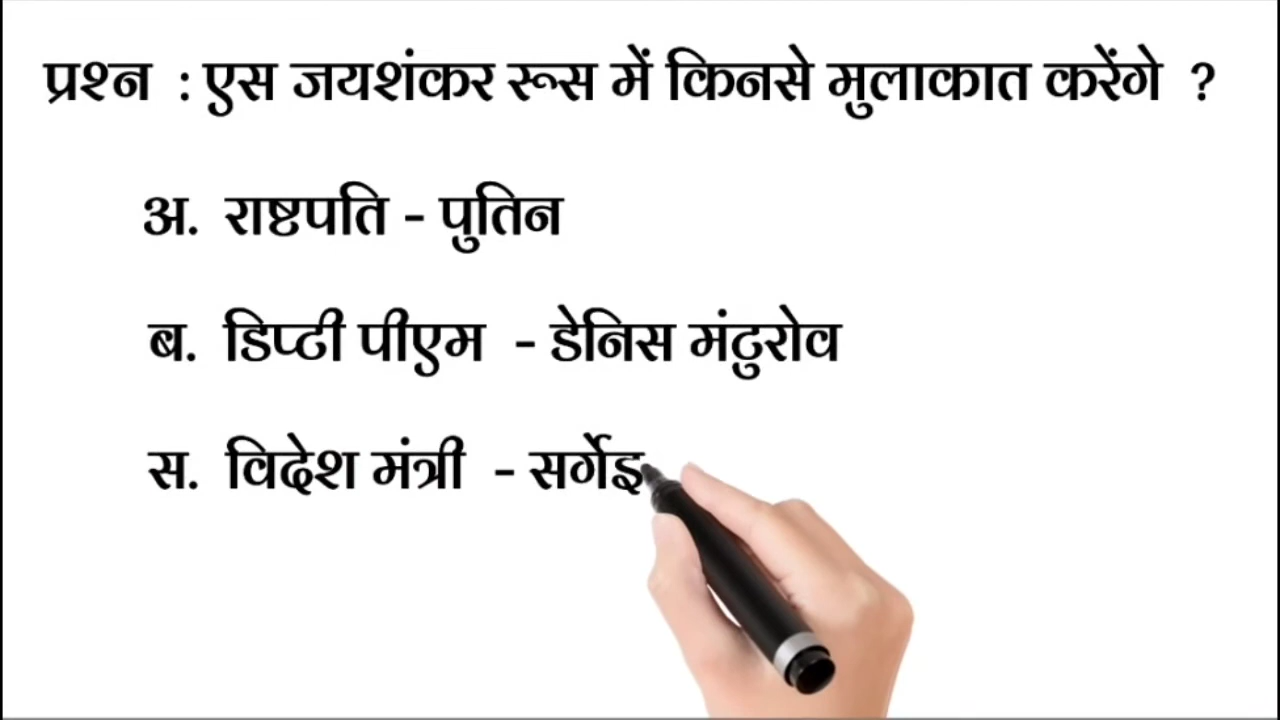 प्रश्न : एस जयशंकर रूस में किनसे मुलाकात करेंगे ?
अ. राष्टपति - पुतिन
ब. डिप्टी पीएम - डेनिस मंटुरोव
स. विदेश मंत्री - सर्गेइ